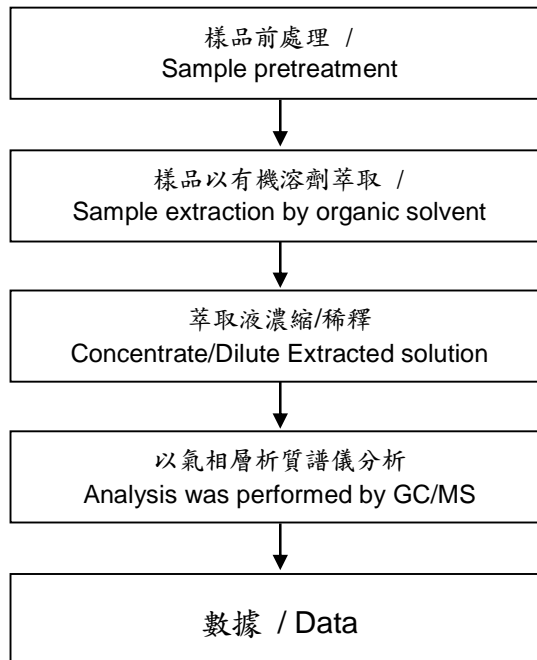 樣品前處理 /
Sample pretreatment
樣品以有機溶劑萃取 /
Sample extraction by organic solvent
萃取液濃縮/稀釋
Concentrate/Dilute Extracted solution
以氣相層析質譜儀分析
Analysis was performed by GC/MS
數據 / Data